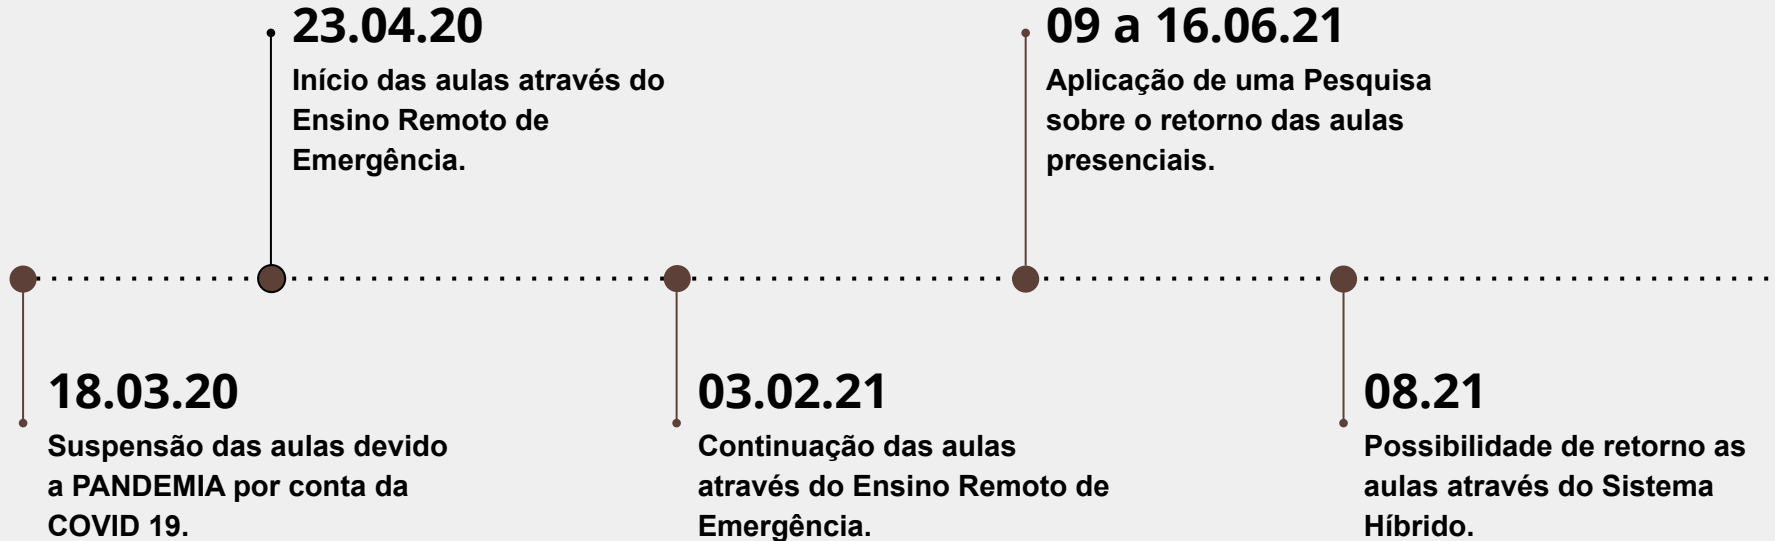 23.04.20
Início das aulas através do
Ensino Remoto de
Emergência.
09 a 16.06.21
Aplicação de uma Pesquisa
sobre o retorno das aulas
presenciais.
18.03.20
Suspensão das aulas devido
a PANDEMIA por conta da
COVID 19.
03.02.21
Continuação das aulas
através do Ensino Remoto de
Emergência.
08.21
Possibilidade de retorno as
aulas através do Sistema
Híbrido.